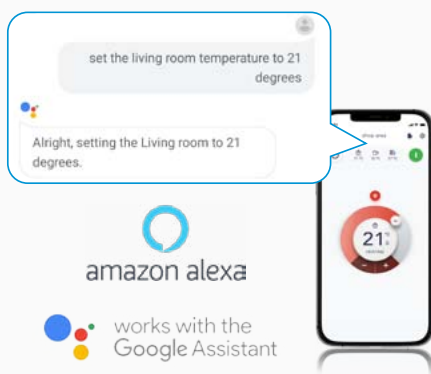 set the living room temperature to 21
degrees
Alright, setting the Living room to 21
degrees.
21
amazon alexa
works with the
Google Assistant